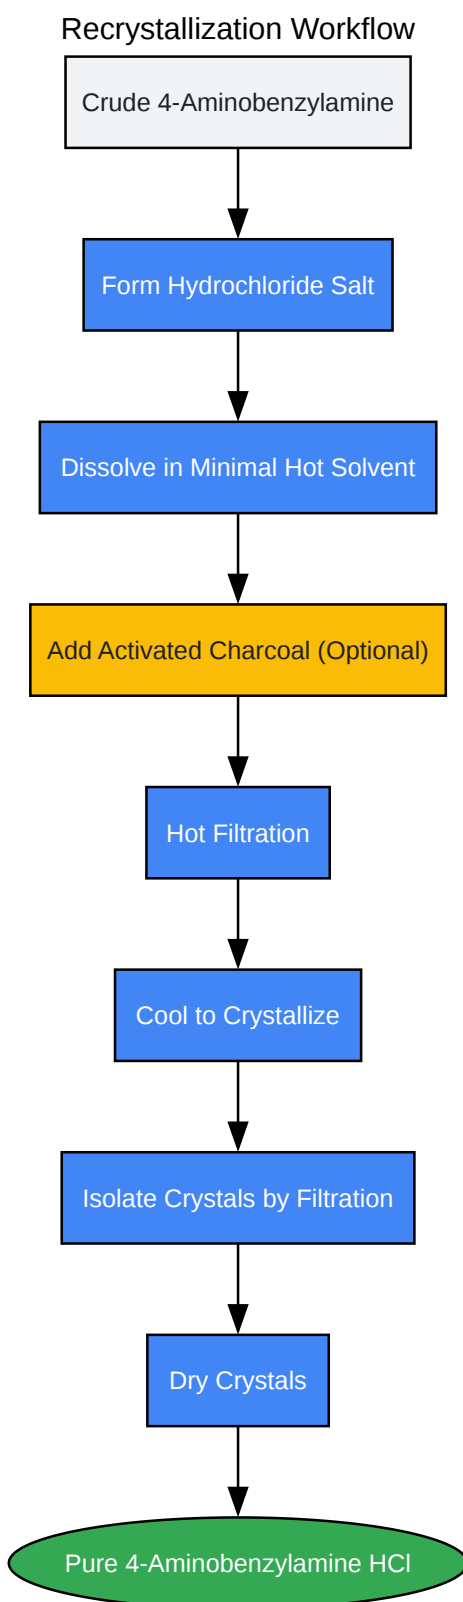 Recrystallization Workflow
Crude 4-Aminobenzylamine
Form Hydrochloride Salt
Dissolve in Minimal Hot Solvent
Add Activated Charcoal (Optional)
Hot Filtration
Cool to Crystallize
Isolate Crystals by Filtration
Dry Crystals
Pure 4-Aminobenzylamine HCl